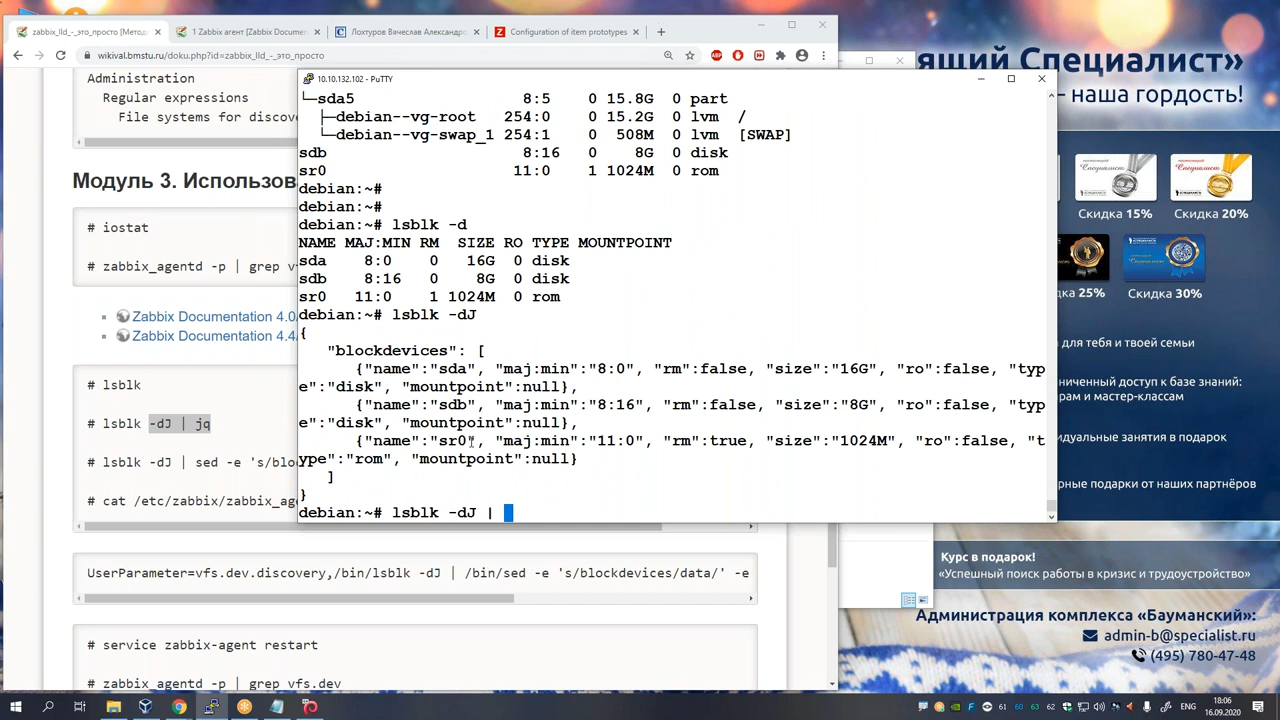 zabbix_lld_-_это_просто [Метод
1 Zabbix агент [Zabbix Documen
Лохтуров Вячеслав Александро
Configuration of item prototypes
wikival.bmstu.ru/doku.php?id=zabbix_lld_-_это_просто
ящий Специалист»
– наша гордость!
Administration
Regular expressions
File systems for discov
Модуль 3. Использов
# iostat
# zabbix_agentd -p | grep vfs
Zabbix Documentation 4.0
Zabbix Documentation 4.4
# lsblk
# lsblk -dJ | jq
# lsblk -dJ | sed -e 's/bloc
# cat /etc/zabbix/zabbix_age
UserParameter=vfs.dev.discovery,/bin/lsblk -dJ | /bin/sed -e 's/blockdevices/data/' -e
# service zabbix-agent restart
# zabbix_agentd -p | grep vfs.dev
10.10.132.102 - PuTTY
└─sda5 8:5 0 15.8G 0 part
├─debian--vg-root 254:0 0 15.2G 0 lvm /
└─debian--vg-swap_1 254:1 0 508M 0 lvm [SWAP]
sdb 8:16 0 8G 0 disk
sr0 11:0 1 1024M 0 rom
debian:~#
debian:~#
debian:~# lsblk -d
NAME MAJ:MIN RM SIZE RO TYPE MOUNTPOINT
sda 8:0 0 16G 0 disk
sdb 8:16 0 8G 0 disk
sr0 11:0 1 1024M 0 rom
debian:~# lsblk -dJ
{
"blockdevices": [
{"name":"sda", "maj:min":"8:0", "rm":false, "size":"16G", "ro":false, "typ
e":"disk", "mountpoint":null},
{"name":"sdb", "maj:min":"8:16", "rm":false, "size":"8G", "ro":false, "typ
e":"disk", "mountpoint":null},
{"name":"sr0", "maj:min":"11:0", "rm":true, "size":"1024M", "ro":false, "t
ype":"rom", "mountpoint":null}
]
}
debian:~# lsblk -dJ |
Скидка 15%
Скидка 20%
Скидка 30%
для тебя и твоей семьи
ниченный доступ к базе знаний:
рам и мастер-классам
идуальные занятия в подарок
рные подарки от наших партнёров
Курс в подарок!
«Успешный поиск работы в кризис и трудоустройство»
Администрация комплекса «Бауманский»:
admin-b@specialist.ru
(495) 780-47-48
ENG
18:06
16.09.2020